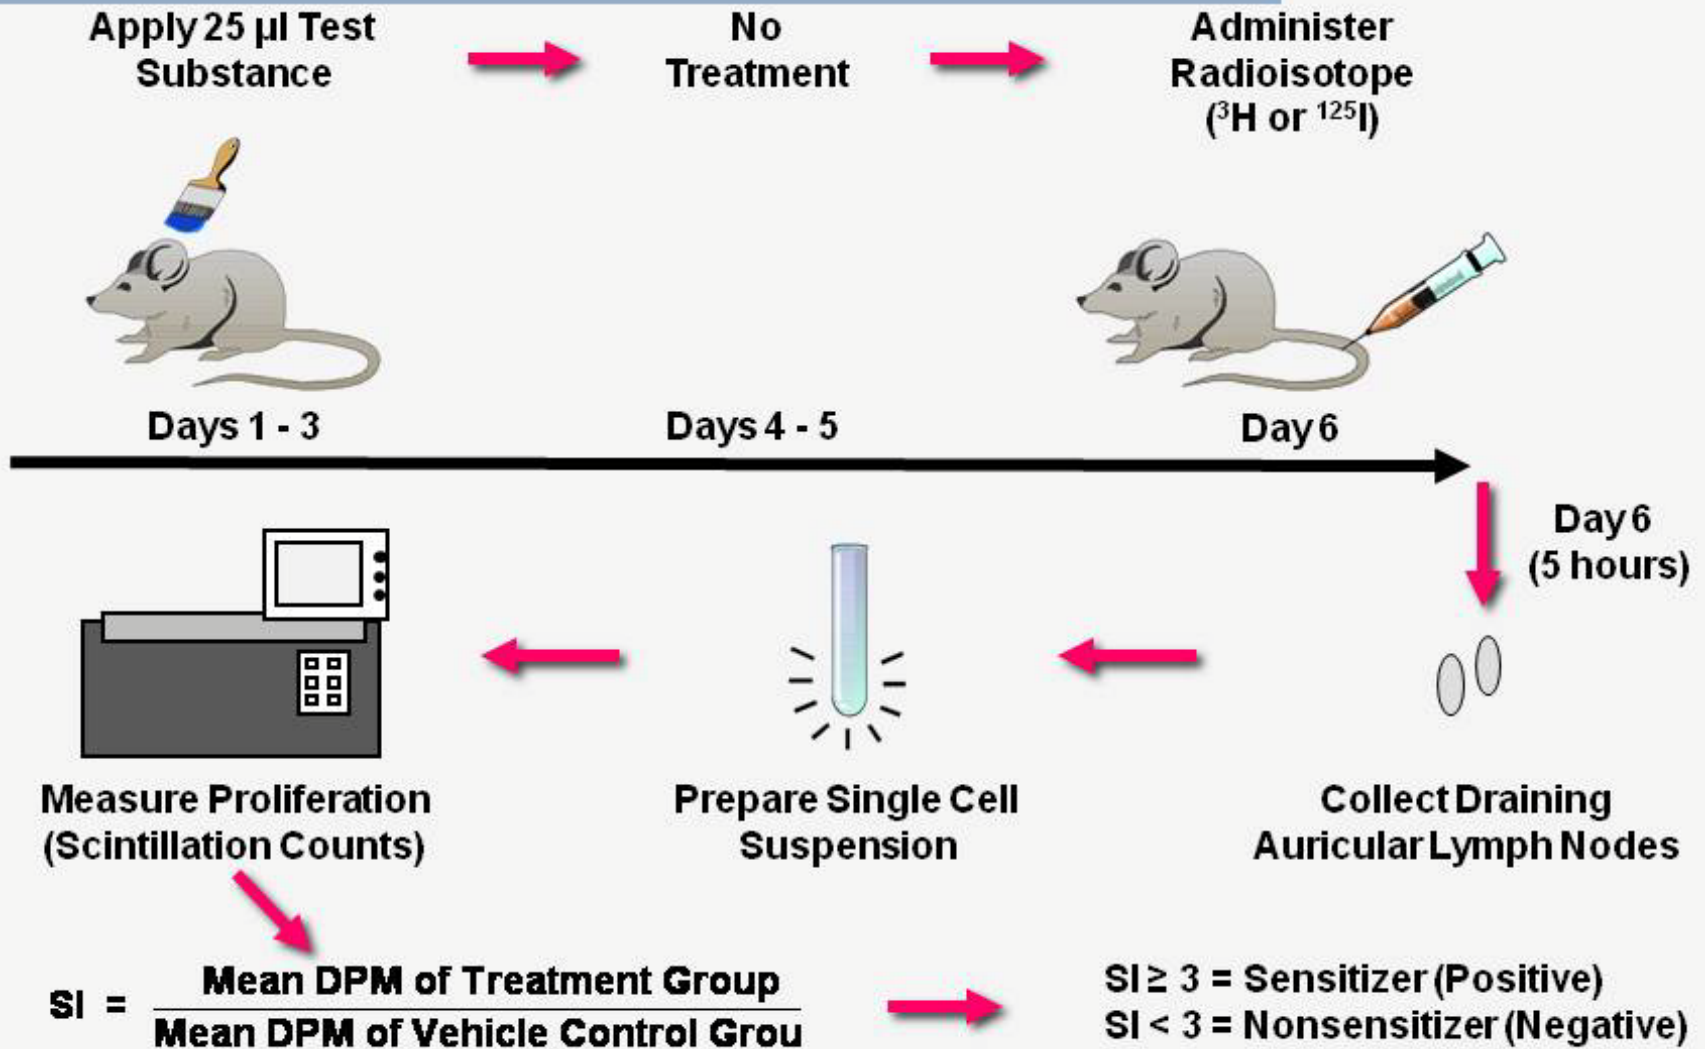 Apply 25 µl Test
Substance
No
Treatment
Administer
Radioisotope
(³H or ¹²⁵I)
Days 1 - 3
Days 4 - 5
Day 6
Day 6
(5 hours)
Measure Proliferation
(Scintillation Counts)
Prepare Single Cell
Suspension
Collect Draining
Auricular Lymph Nodes
SI =
Mean DPM of Treatment Group
Mean DPM of Vehicle Control Grou
SI ≥ 3 = Sensitizer (Positive)
SI < 3 = Nonsensitizer (Negative)